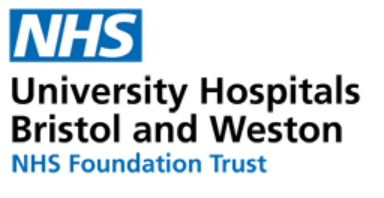 NHS
University Hospitals
Bristol and Weston
NHS Foundation Trust